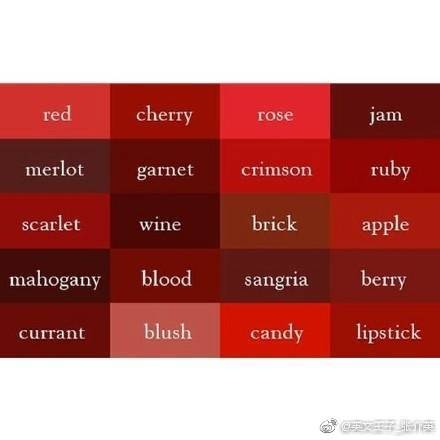 red cherry rose jam
merlot garnet crimson ruby
scarlet wine brick apple
mahogany blood sangria berry
currant blush candy lipstick